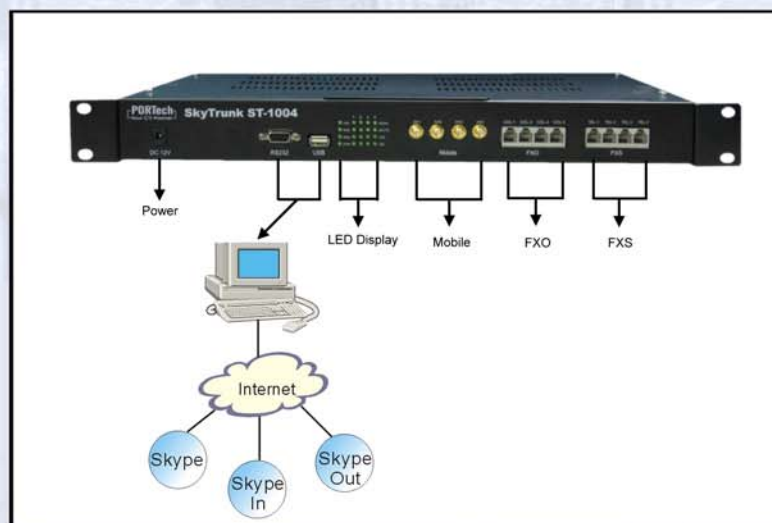 PORTech
SkyTrunk ST-1004
DC 12V
RS232
USB
Mobile
FXO
FXS
Power
LED Display
Mobile
FXO
FXS
Internet
Skype
Skype
In
Skype
Out